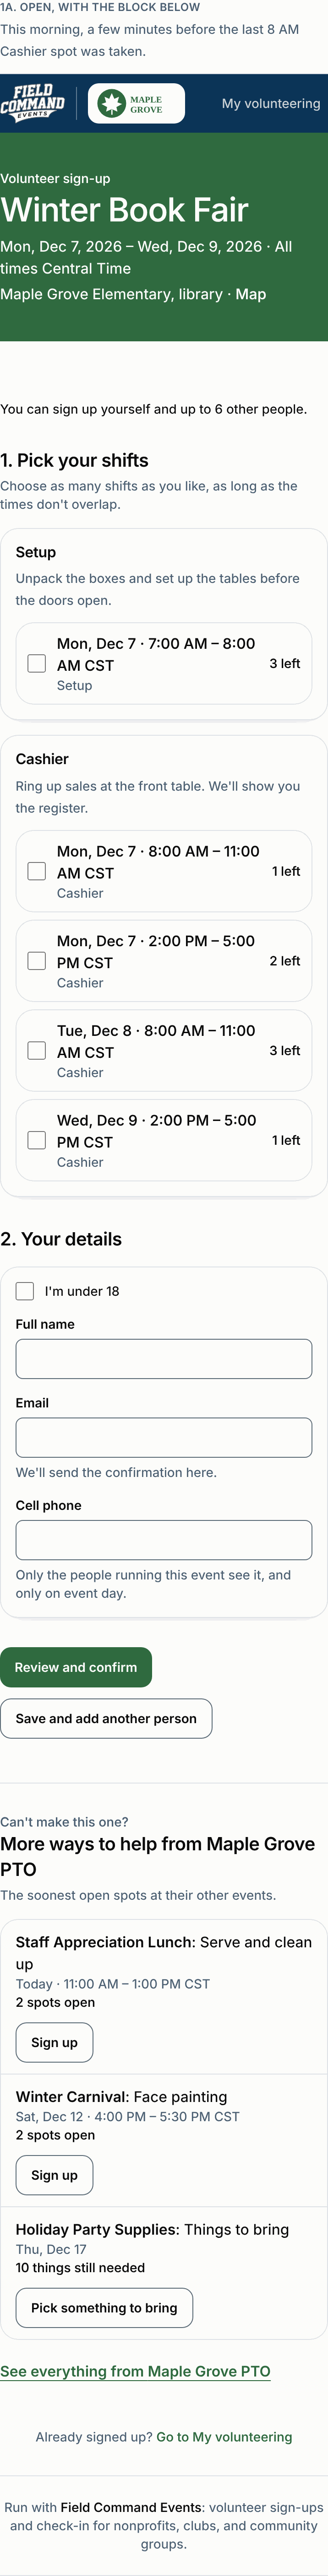 1A. OPEN, WITH THE BLOCK BELOW
This morning, a few minutes before the last 8 AM
Cashier spot was taken.
FIELD
COMMAND
EVENTS
MAPLE
GROVE
My volunteering
Volunteer sign-up
Winter Book Fair
Mon, Dec 7, 2026 – Wed, Dec 9, 2026 · All
times Central Time
Maple Grove Elementary, library · Map
You can sign up yourself and up to 6 other people.
1. Pick your shifts
Choose as many shifts as you like, as long as the
times don't overlap.
Setup
Unpack the boxes and set up the tables before
the doors open.
Mon, Dec 7 · 7:00 AM – 8:00
AM CST
Setup
3 left
Cashier
Ring up sales at the front table. We'll show you
the register.
Mon, Dec 7 · 8:00 AM – 11:00
AM CST
Cashier
1 left
Mon, Dec 7 · 2:00 PM – 5:00
PM CST
Cashier
2 left
Tue, Dec 8 · 8:00 AM – 11:00
AM CST
Cashier
3 left
Wed, Dec 9 · 2:00 PM – 5:00
PM CST
Cashier
1 left
2. Your details
I'm under 18
Full name
Email
We'll send the confirmation here.
Cell phone
Only the people running this event see it, and
only on event day.
Review and confirm
Save and add another person
Can't make this one?
More ways to help from Maple Grove
PTO
The soonest open spots at their other events.
Staff Appreciation Lunch: Serve and clean
up
Today · 11:00 AM – 1:00 PM CST
2 spots open
Sign up
Winter Carnival: Face painting
Sat, Dec 12 · 4:00 PM – 5:30 PM CST
2 spots open
Sign up
Holiday Party Supplies: Things to bring
Thu, Dec 17
10 things still needed
Pick something to bring
See everything from Maple Grove PTO
Already signed up? Go to My volunteering
Run with Field Command Events: volunteer sign-ups
and check-in for nonprofits, clubs, and community
groups.